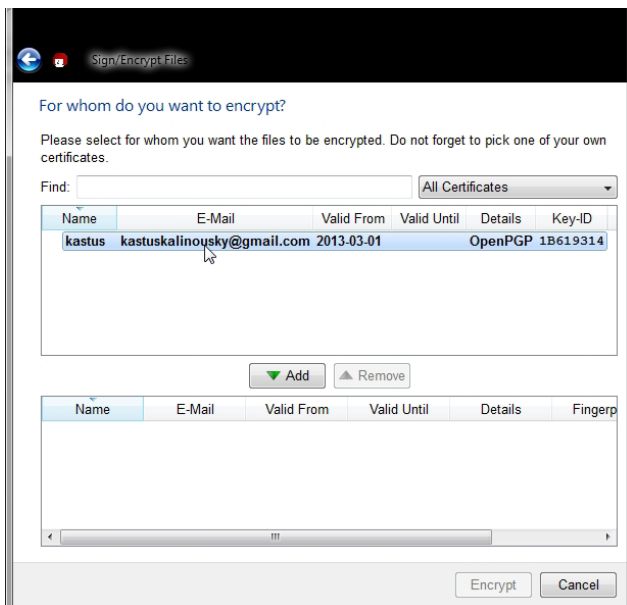 Sign/Encrypt Files
For whom do you want to encrypt?
Please select for whom you want the files to be encrypted. Do not forget to pick one of your own
certificates.
Find: All Certificates
Name E-Mail Valid From Valid Until Details Key-ID
kastus kastuskalinousky@gmail.com 2013-03-01 OpenPGP 1B619314
Add Remove
Name E-Mail Valid From Valid Until Details Fingerp
Encrypt Cancel